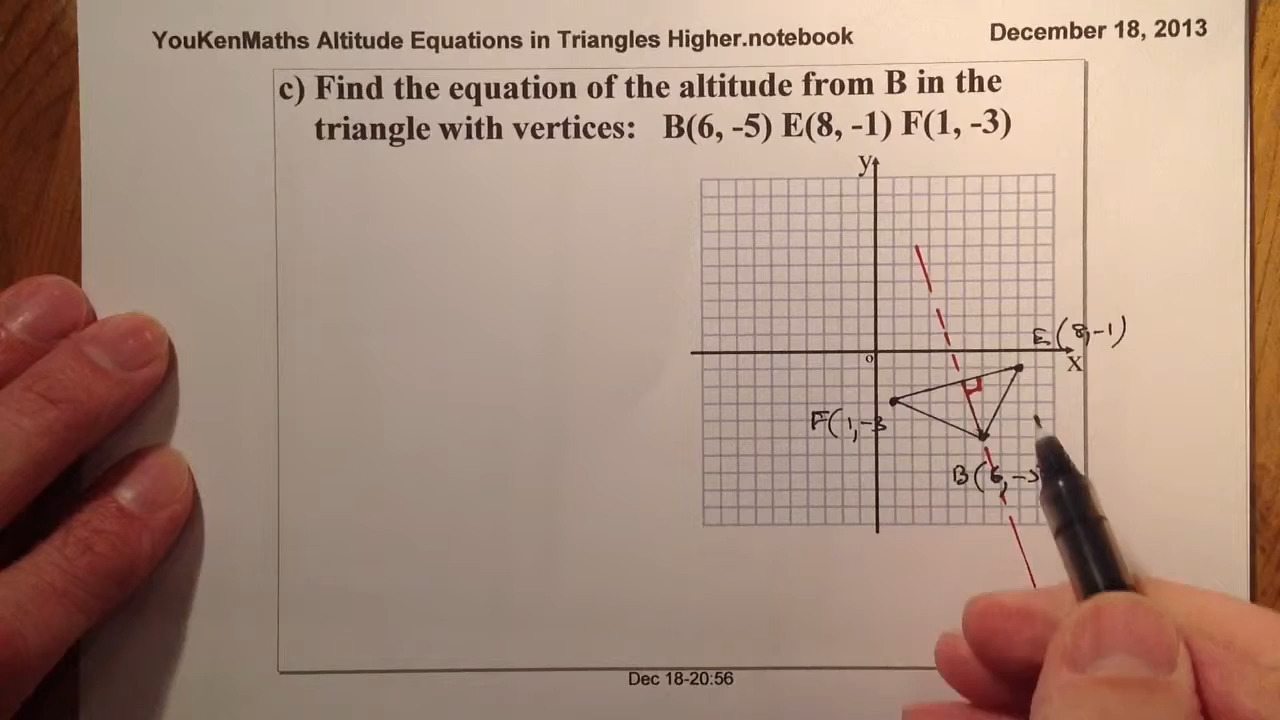 YouKenMaths Altitude Equations in Triangles Higher.notebook
December 18, 2013
c) Find the equation of the altitude from B in the
triangle with vertices: B(6, -5) E(8, -1) F(1, -3)
y
E(8,-1)
o
x
F(1,-3
B(6,-5
Dec 18-20:56